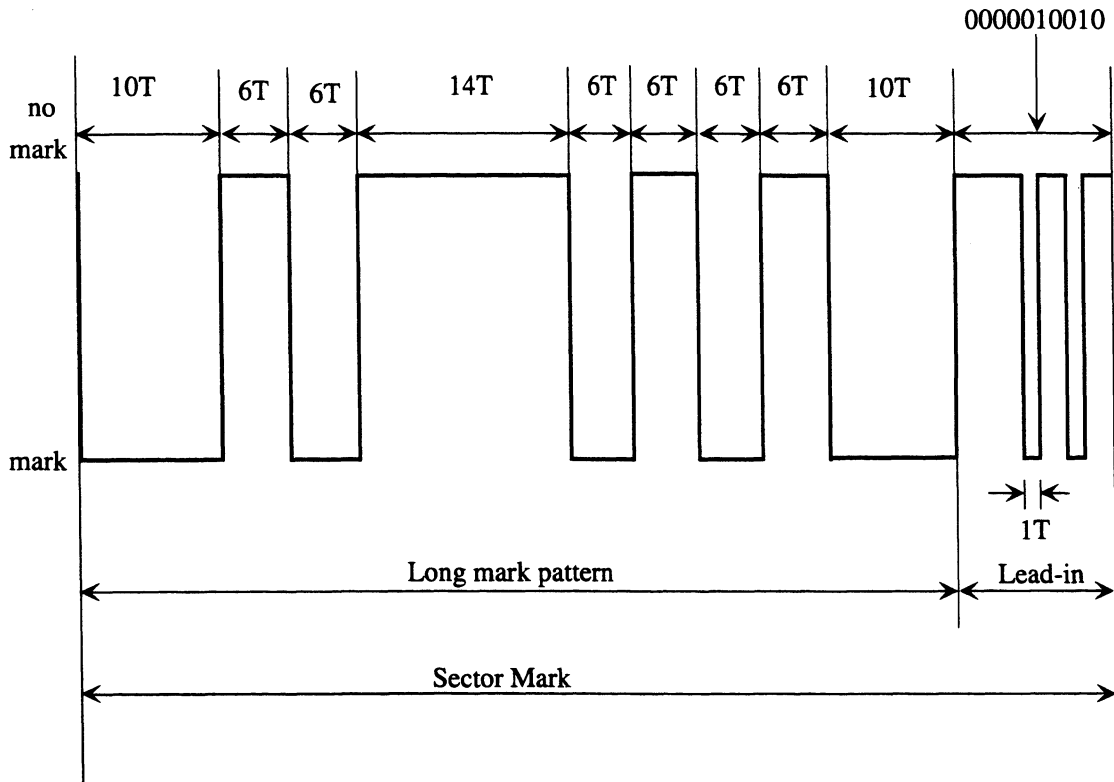 0000010010
10T
6T
6T
14T
6T
6T
6T
6T
10T
no
mark
mark
1T
Long mark pattern
Lead-in
Sector Mark